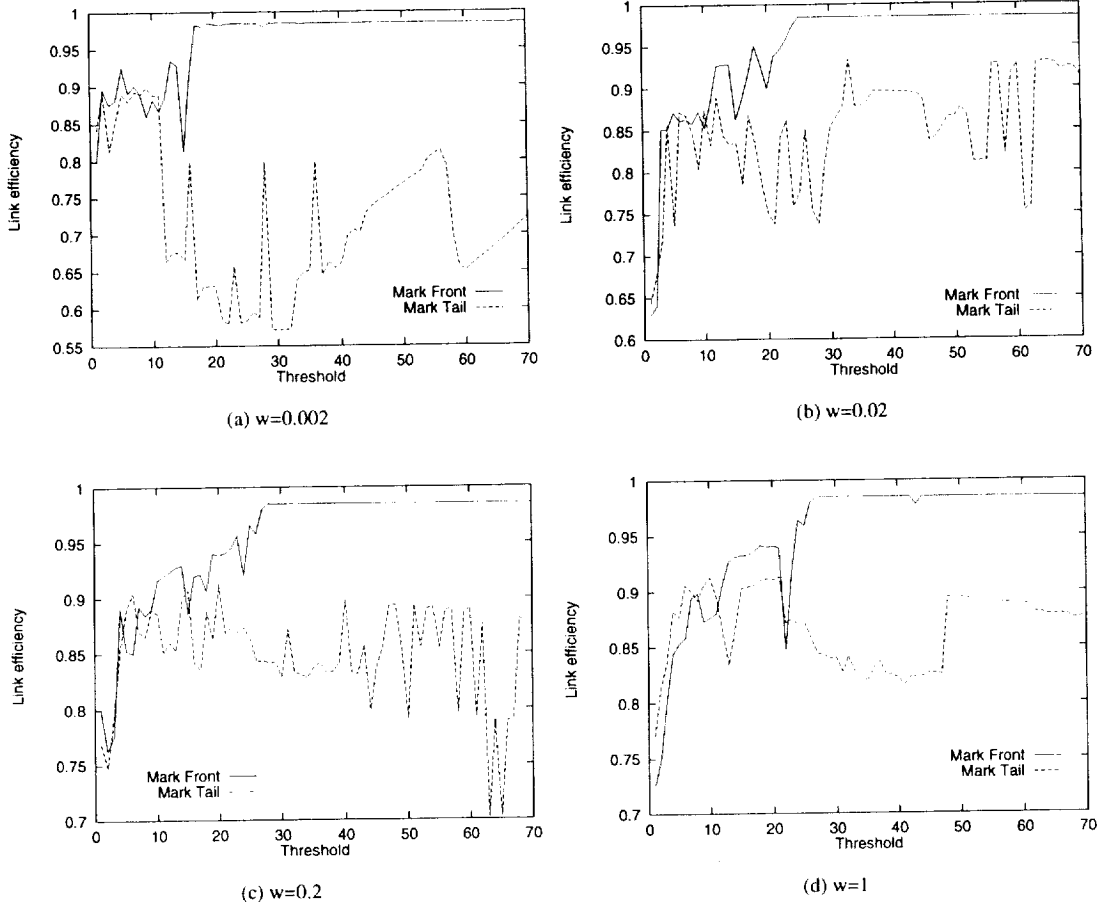 1
0.95
0.9
0.85
0.8
0.75
0.7
0.65
0.6
0.55
Link efficiency
Mark Front
Mark Tail
0 10 20 30 40 50 60 70
Threshold
(a) w=0.002
1
0.95
0.9
0.85
0.8
0.75
0.7
0.65
0.6
Link efficiency
Mark Front
Mark Tail
0 10 20 30 40 50 60 70
Threshold
(b) w=0.02
1
0.95
0.9
0.85
0.8
0.75
0.7
Link efficiency
Mark Front
Mark Tail
0 10 20 30 40 50 60 70
Threshold
(c) w=0.2
1
0.95
0.9
0.85
0.8
0.75
0.7
Link efficiency
Mark Front
Mark Tail
0 10 20 30 40 50 60 70
Threshold
(d) w=1